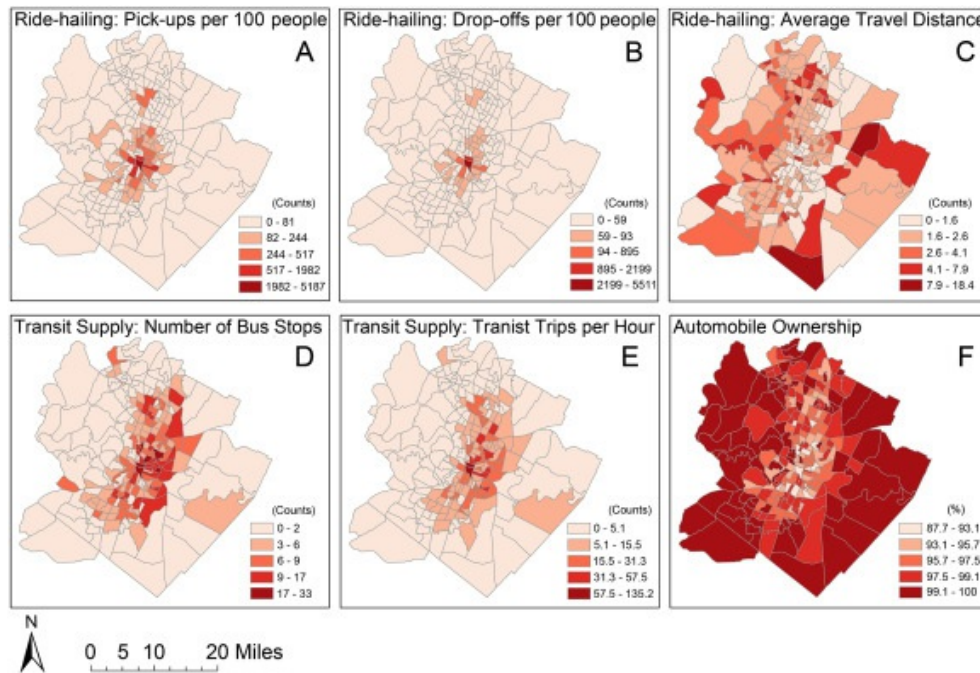 Ride-hailing: Pick-ups per 100 people
A
(Counts)
0 - 81
82 - 244
244 - 517
517 - 1982
1982 - 5187
Ride-hailing: Drop-offs per 100 people
B
(Counts)
0 - 59
59 - 93
94 - 895
895 - 2199
2199 - 5511
Ride-hailing: Average Travel Distance
C
(Counts)
0 - 1.6
1.6 - 2.6
2.6 - 4.1
4.1 - 7.9
7.9 - 18.4
Transit Supply: Number of Bus Stops
D
(Counts)
0 - 2
3 - 6
6 - 9
9 - 17
17 - 33
Transit Supply: Tranist Trips per Hour
E
(Counts)
0 - 5.1
5.1 - 15.5
15.5 - 31.3
31.3 - 57.5
57.5 - 135.2
Automobile Ownership
F
(%)
87.7 - 93.1
93.1 - 95.7
95.7 - 97.5
97.5 - 99.1
99.1 - 100
N
0 5 10 20 Miles